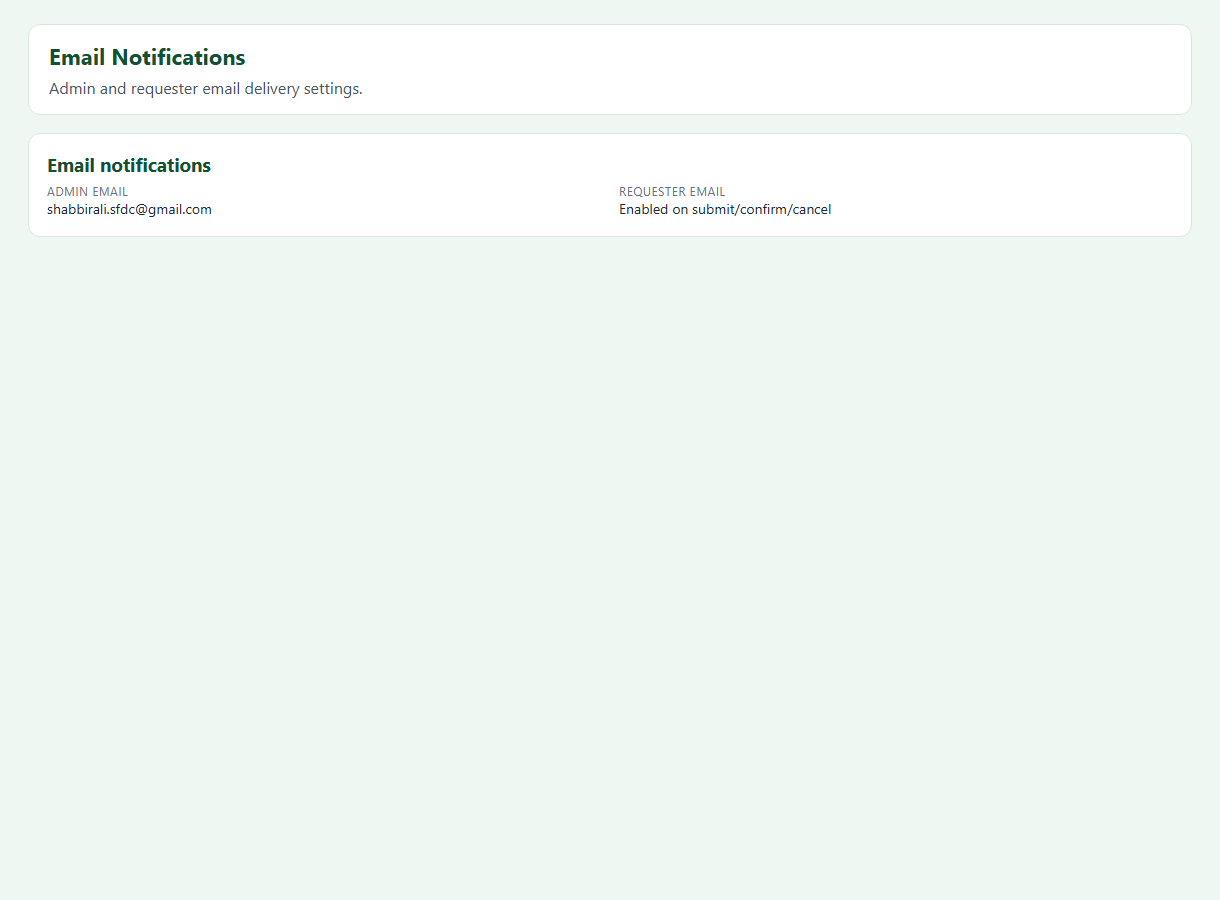 Email Notifications
Admin and requester email delivery settings.
Email notifications
ADMIN EMAIL
shabbirali.sfdc@gmail.com
REQUESTER EMAIL
Enabled on submit/confirm/cancel